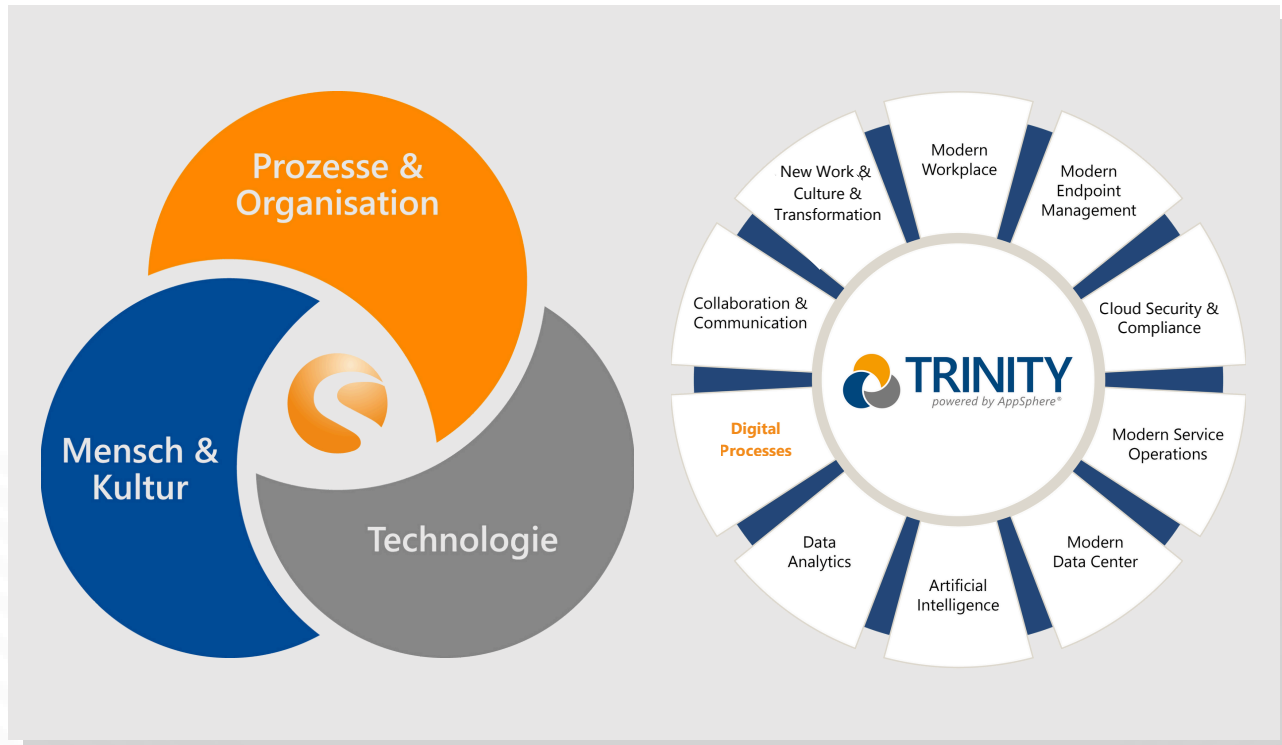 Prozesse &
Organisation
Mensch &
Kultur
Technologie
Modern
Workplace
Modern
Endpoint
Management
Cloud Security &
Compliance
Modern Service
Operations
Modern
Data Center
Artificial
Intelligence
Data
Analytics
Digital
Processes
Collaboration &
Communication
New Work &
Culture &
Transformation
TRINITY
powered by AppSphere®